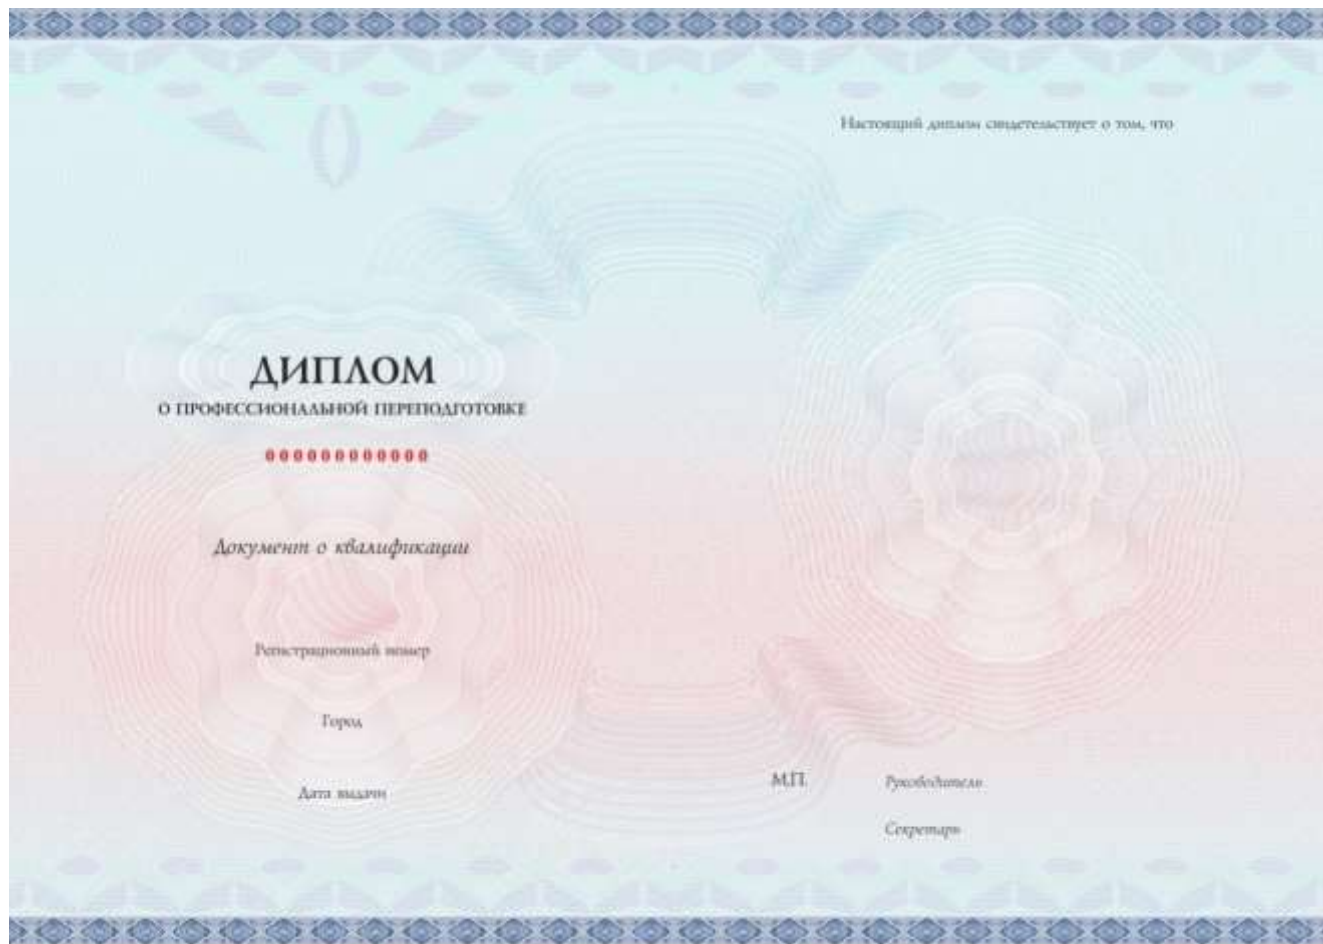 Настоящий диплом свидетельствует о том, что
ДИПЛОМ
О ПРОФЕССИОНАЛЬНОЙ ПЕРЕПОДГОТОВКЕ
000000000000
Документ о квалификации
Регистрационный номер
Город
Дата выдачи
М.П.
Руководитель
Секретарь